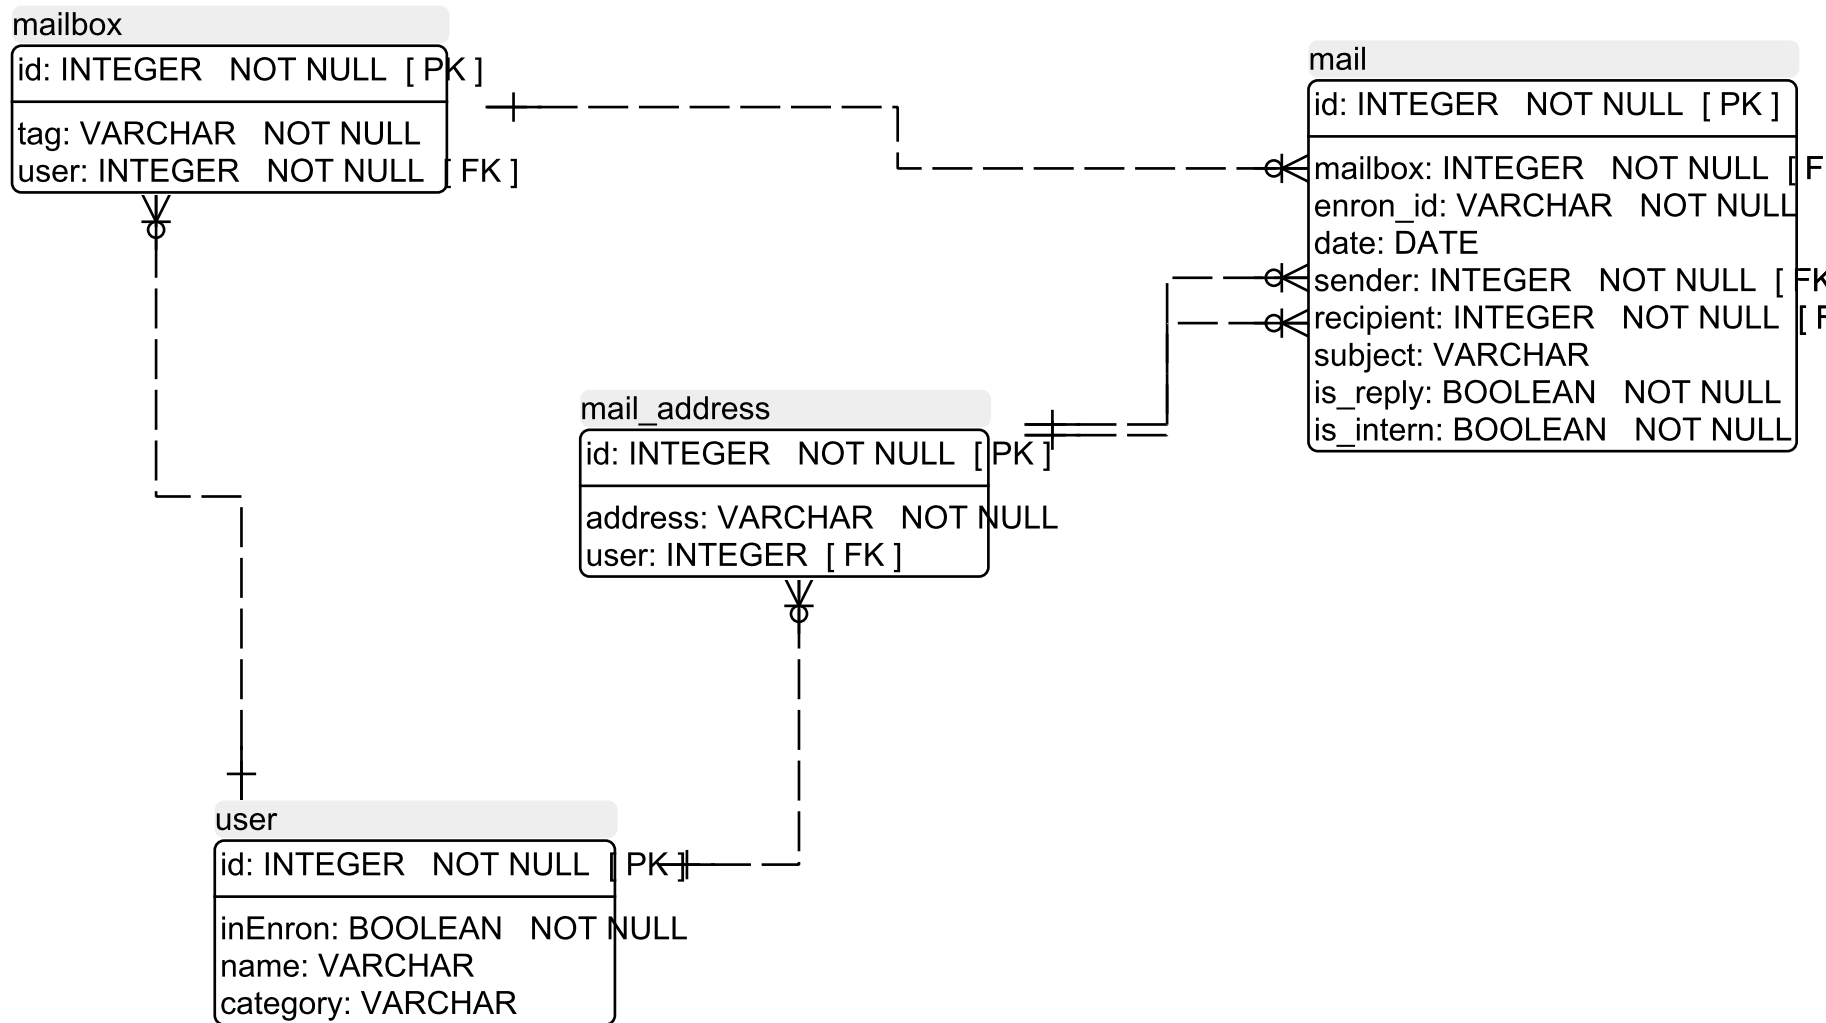 mailbox
id: INTEGER NOT NULL [ PK ]
tag: VARCHAR NOT NULL
user: INTEGER NOT NULL [ FK ]
mail
id: INTEGER NOT NULL [ PK ]
mailbox: INTEGER NOT NULL [ F
enron_id: VARCHAR NOT NULL
date: DATE
sender: INTEGER NOT NULL [ FK
recipient: INTEGER NOT NULL [ F
subject: VARCHAR
is_reply: BOOLEAN NOT NULL
is_intern: BOOLEAN NOT NULL
mail_address
id: INTEGER NOT NULL [ PK ]
address: VARCHAR NOT NULL
user: INTEGER [ FK ]
user
id: INTEGER NOT NULL [ PK ]
inEnron: BOOLEAN NOT NULL
name: VARCHAR
category: VARCHAR